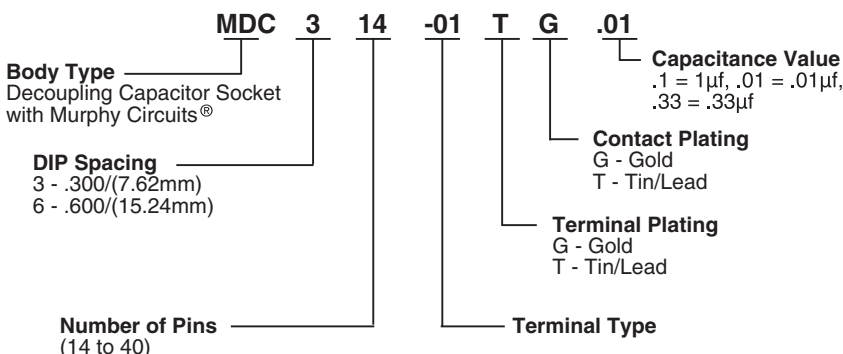 MDC 3 14 -01 T G .01
Body Type
Decoupling Capacitor Socket
with Murphy Circuits®
Capacitance Value
.1 = 1µf, .01 = .01µf,
.33 = .33µf
Contact Plating
G - Gold
T - Tin/Lead
DIP Spacing
3 - .300/(7.62mm)
6 - .600/(15.24mm)
Terminal Plating
G - Gold
T - Tin/Lead
Number of Pins
(14 to 40)
Terminal Type